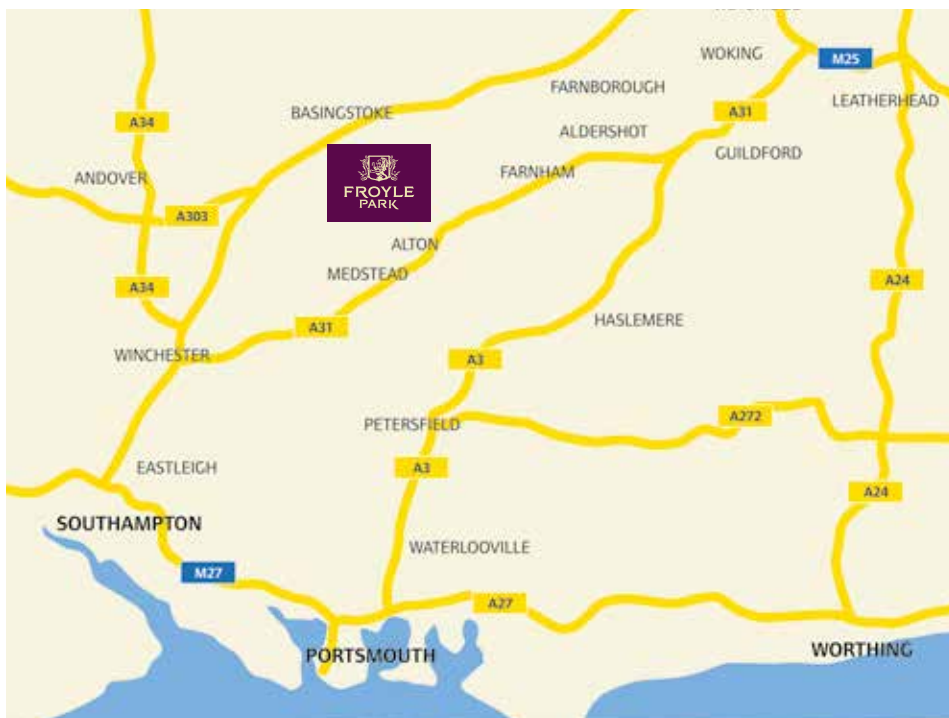 WOKING
M25
FARNBOROUGH
LEATHERHEAD
BASINGSTOKE
A31
A34
ALDERSHOT
GUILDFORD
FARNHAM
ANDOVER
FROYLE
PARK
A303
ALTON
MEDSTEAD
A34
A24
A31
HASLEMERE
WINCHESTER
A3
A272
PETERSFIELD
EASTLEIGH
A3
A24
SOUTHAMPTON
WATERLOOVILLE
M27
A27
PORTSMOUTH
WORTHING